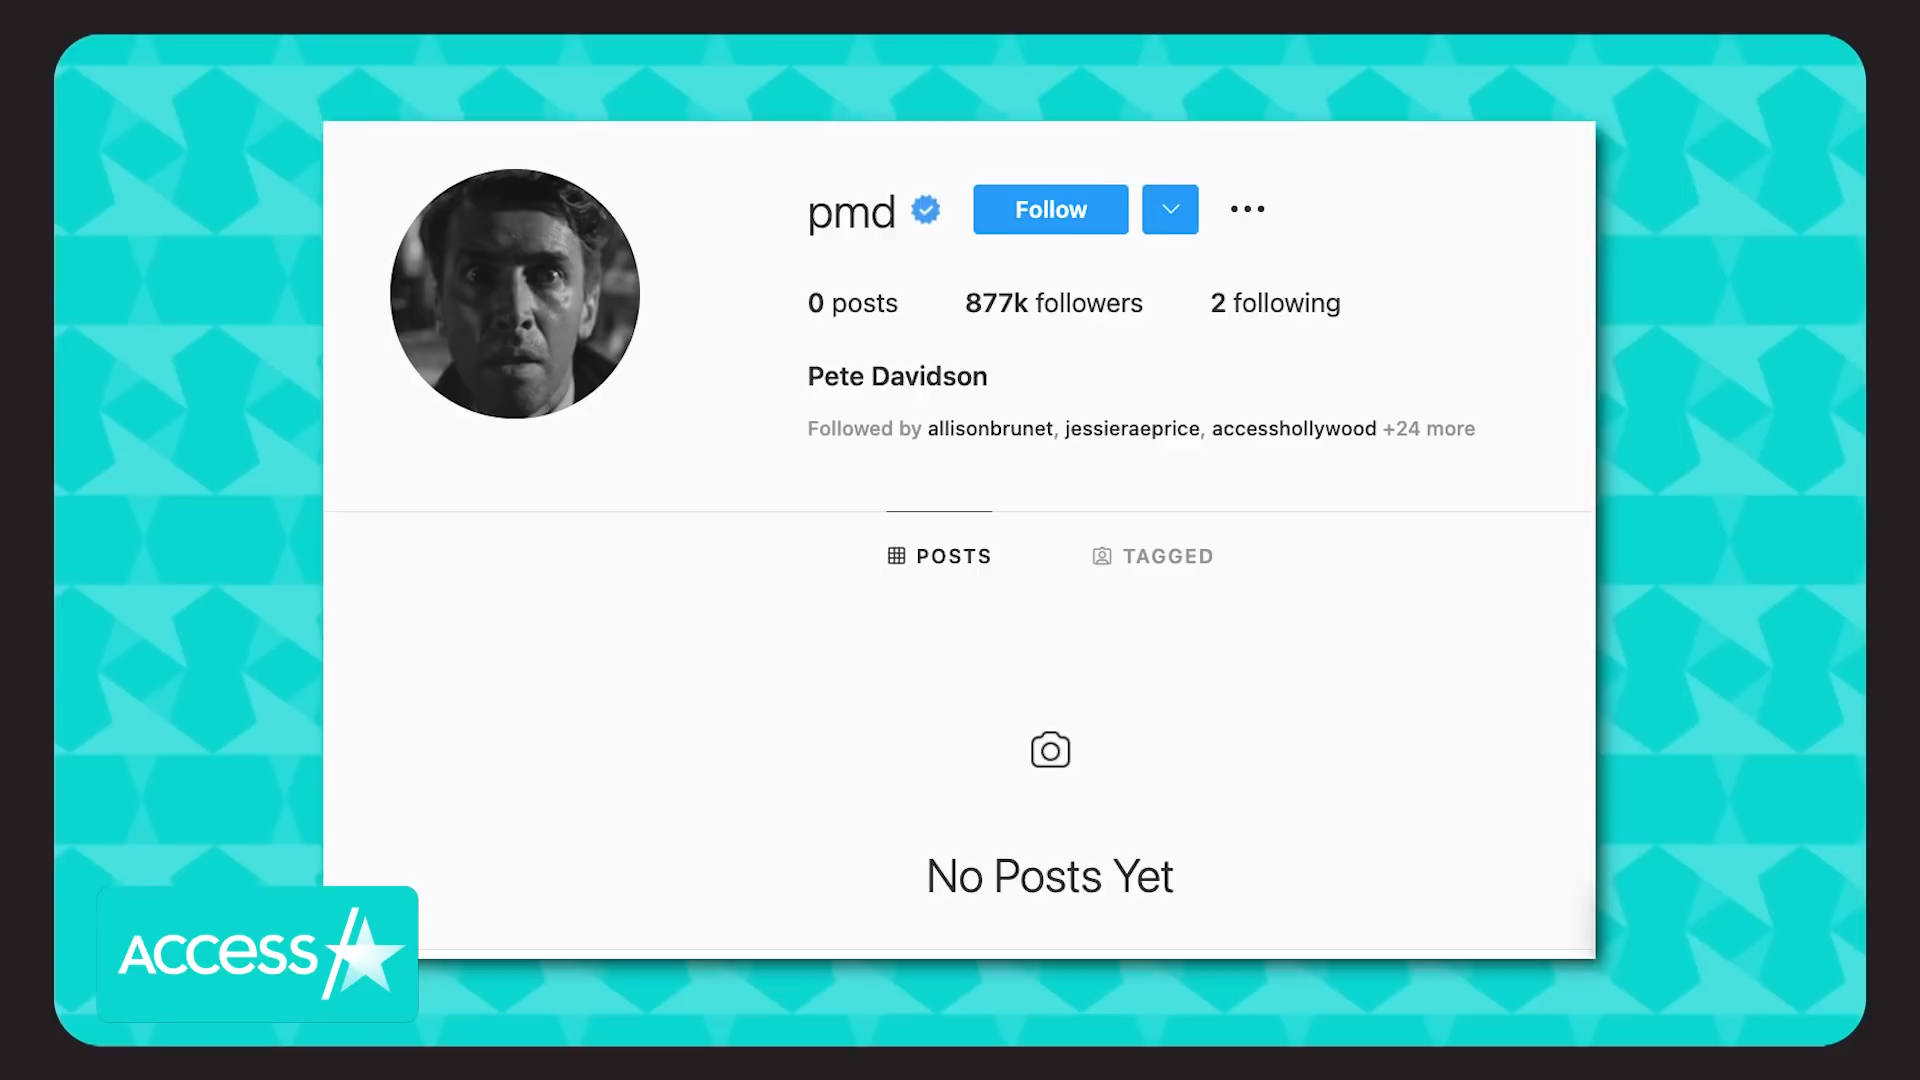 pmd Follow
0 posts 877k followers 2 following
Pete Davidson
Followed by allisonbrunet, jessieraeprice, accesshollywood +24 more
POSTS TAGGED
No Posts Yet
ACCESS